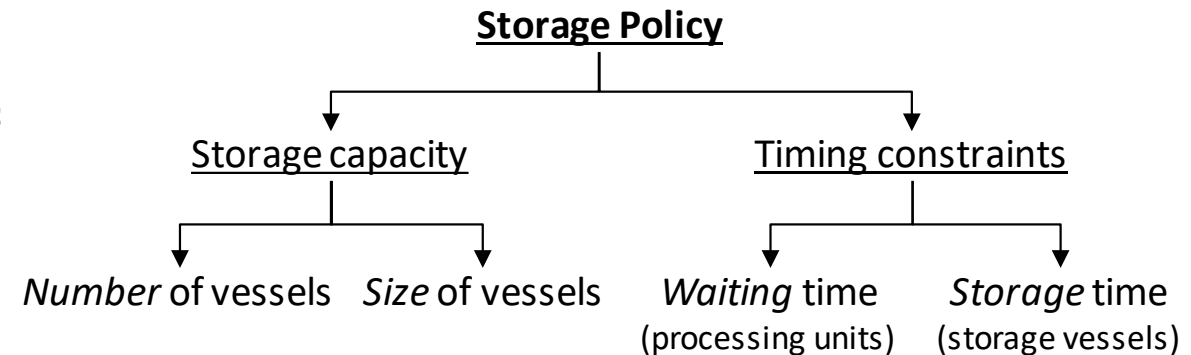 Storage Policy
Storage capacity Timing constraints
Number of vessels Size of vessels Waiting time Storage time
(processing units) (storage vessels)